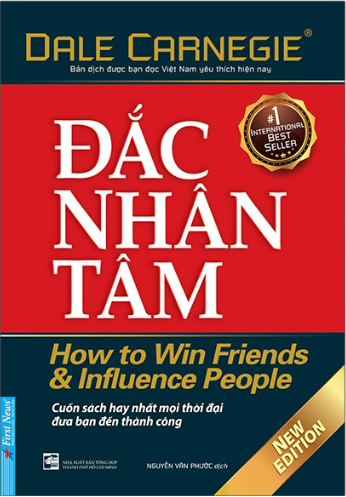 DALE CARNEGIE®
Bản dịch được bạn đọc Việt Nam yêu thích hiện nay
#1
INTERNATIONAL
BEST
SELLER
ĐẮC
NHÂN
TÂM
How to Win Friends
& Influence People
Cuốn sách hay nhất mọi thời đại
đưa bạn đến thành công
NEW
EDITION
First News
NHÀ XUẤT BẢN TỔNG HỢP
THÀNH PHỐ HỒ CHÍ MINH
NGUYỄN VĂN PHƯỚC dịch